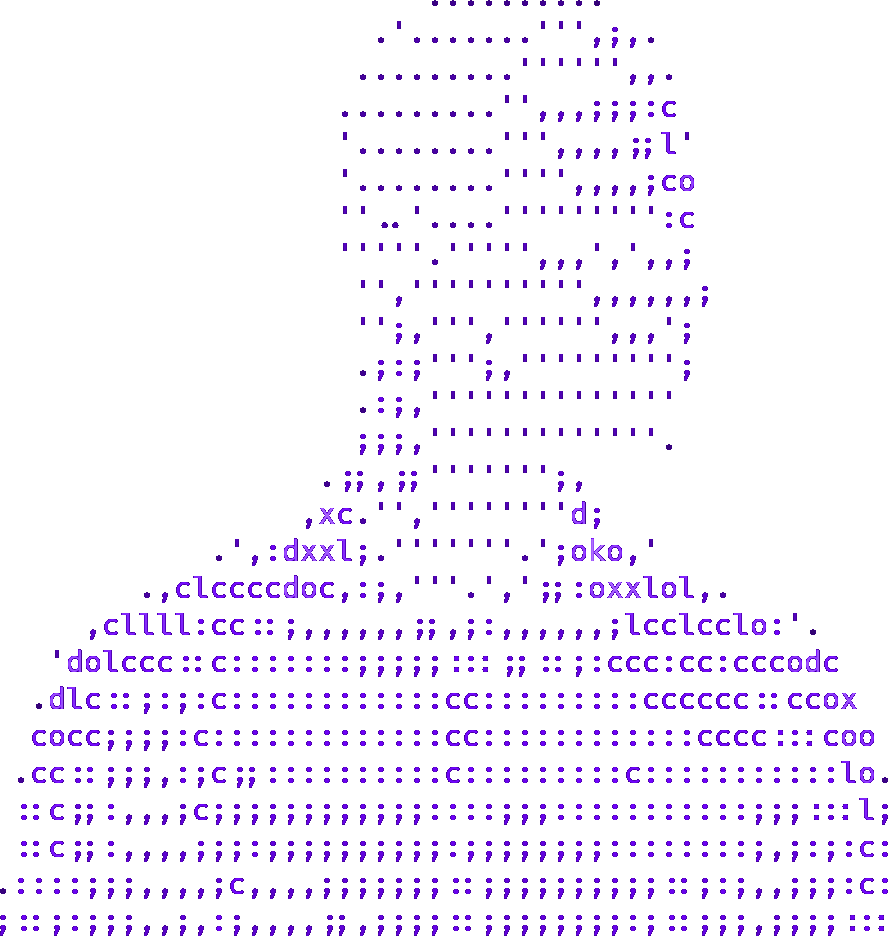 ..........
.'.......''',;,.
.........'''''',,.
.........'',,,;;;:c
'........''',,,,;;l'
'........'''',,,,;co
''..'....''''''''':c
'''''.'''''',,,',',,;
'',''''''''''',,,,,,;
'';,''','''''''',,,';
.;:;''';,''''''''';
.:;,''''''''''''''
;;;,'''''''''''''.
.;;,;;''''''';,
,xc.'',''''''''d;
.',:dxxl;.'''''''.';oko,'
.,clccccdoc,:;,'''.','';;:oxxlol,.
,cllll:cc::;,,,,,,;;,;:,,,,,,;lcclcclo:'.
'dolccc::c:::::::;;;;;:::;;::;:ccc:cc:cccodc
.dlc::;:;:c::::::::::::cc:::::::::cccccc::ccox
cocc;;;;:c:::::::::::::cc::::::::::::cccc:::coo
.cc::;;;,:;c;;:::::::::::c:::::::::c:::::::::::lo.
::c;;:,,,;c;;;;;;;;;;;;::::;;;:::::::::::;;;:::l;
::c;;:,,,,;;;:;;;;;;;;;;:;;;;;;;::::::::;,;:;:c:
.::::;;;,,,,;c,,,,;;;;;;;::;;;;;;;;;;::;:;,,;;;:c:
;::;:;;;,,,,:;,,,,,;;,;;;;;::;;;;;;;;;:;::;;;,;;;;:::